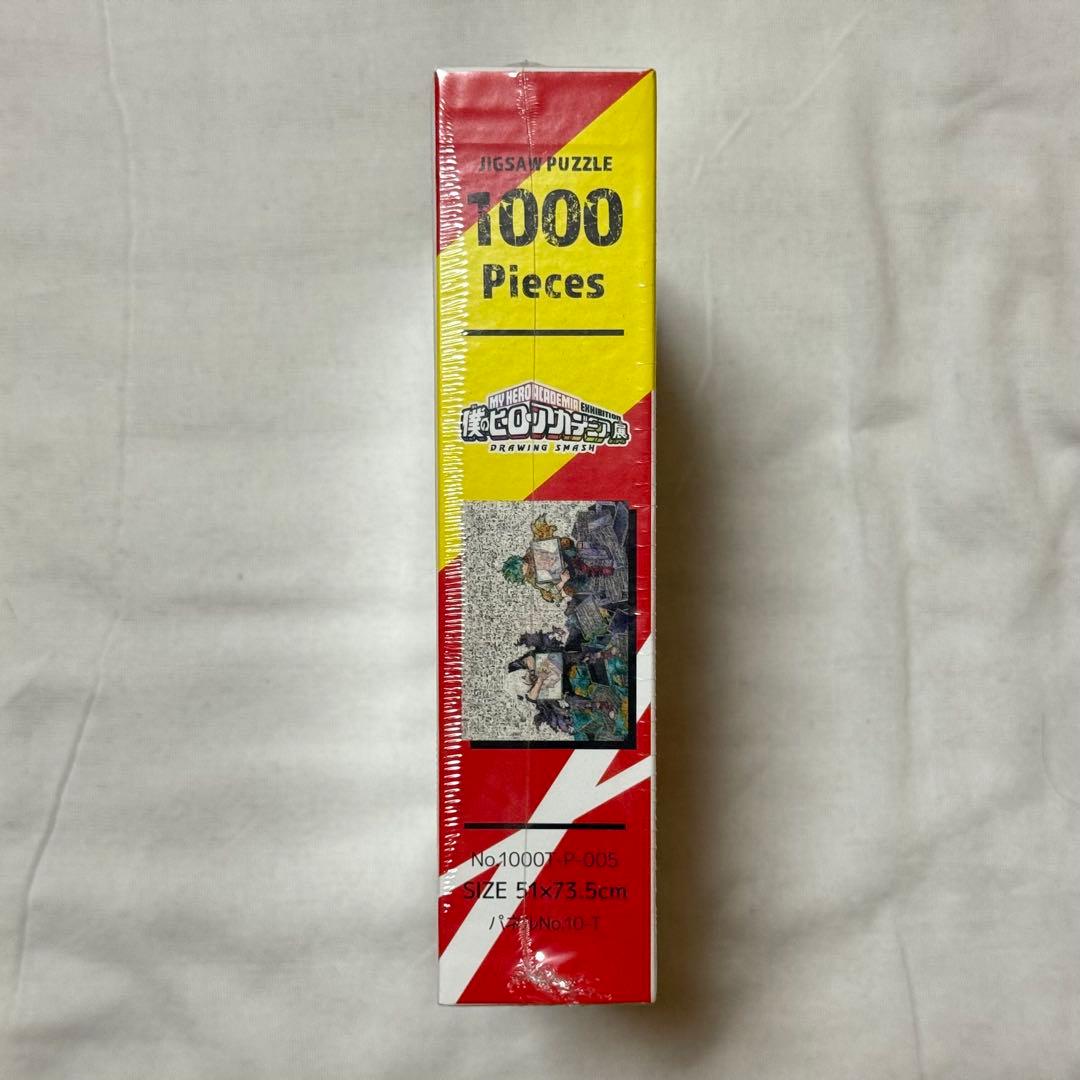 JIGSAW PUZZLE
1000
Pieces
MY HERO ACADEMIA EXHIBITION
僕のヒーローアカデミア展
DRAWING SMASH
No.1000T-P-005
SIZE 51×73.5cm
パネルNo.10-T